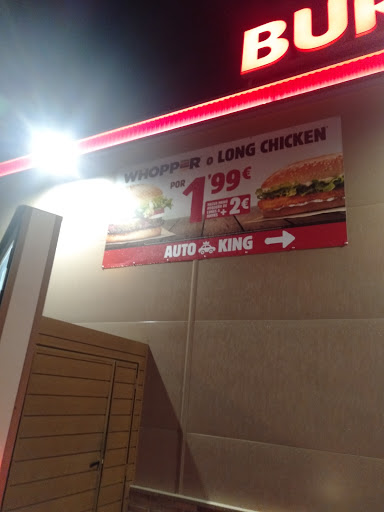 BUR
WHOPPER o LONG CHICKEN
POR
1'99€
+ 2€
AUTO KING